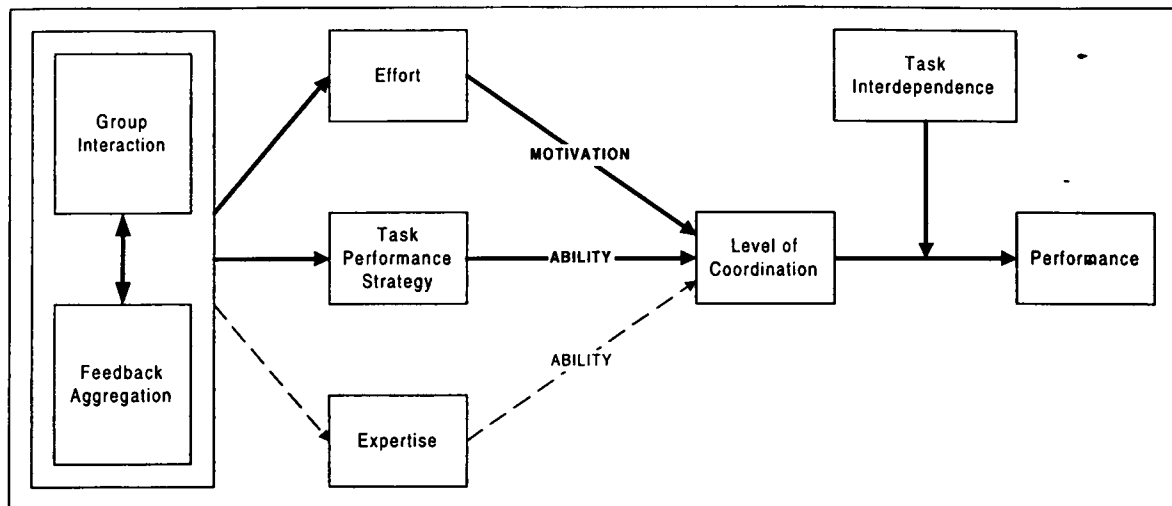 Group
Interaction
Feedback
Aggregation
Effort
Task
Performance
Strategy
Expertise
MOTIVATION
ABILITY
ABILITY
Level of
Coordination
Task
Interdependence
Performance